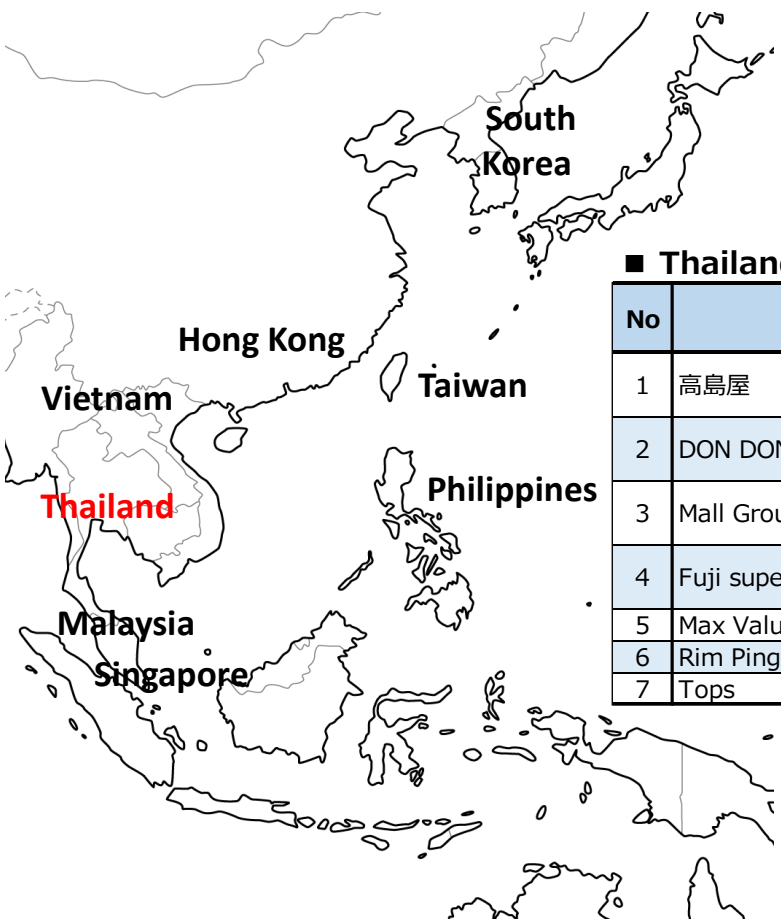 South
Korea
Hong Kong
Taiwan
Vietnam
Philippines
Thailand
Malaysia
Singapore
■ Thailand
No
1 高島屋
2 DON DON
3 Mall Grou
4 Fuji supe
5 Max Valu
6 Rim Ping
7 Tops